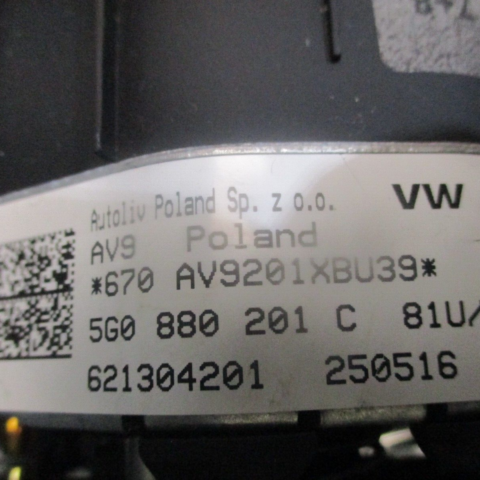 Autoliv Poland Sp. z o.o. VW
AV9 Poland
*670 AV9201XBU39*
5G0 880 201 C 81U/
621304201 250516